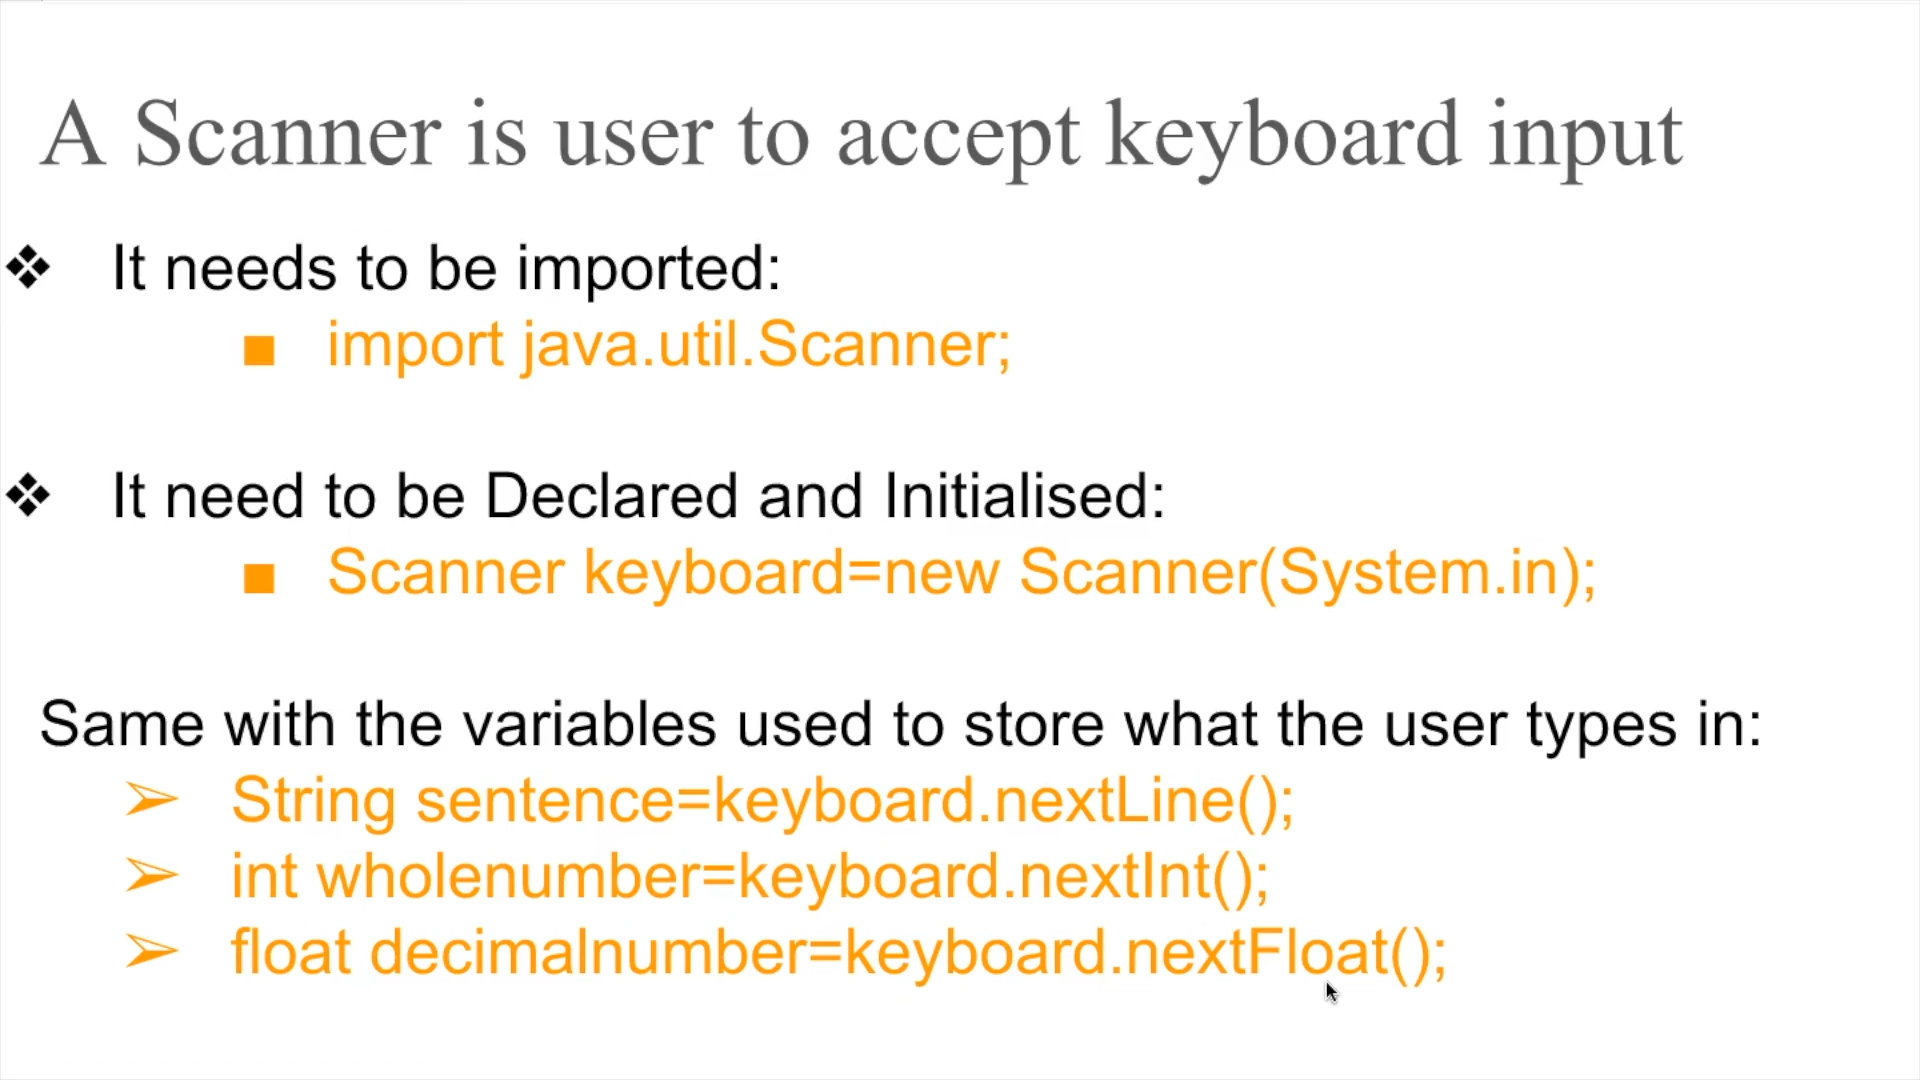 A Scanner is user to accept keyboard input
❖ It needs to be imported:
■ import java.util.Scanner;
❖ It need to be Declared and Initialised:
■ Scanner keyboard=new Scanner(System.in);
Same with the variables used to store what the user types in:
➢ String sentence=keyboard.nextLine();
➢ int wholenumber=keyboard.nextInt();
➢ float decimalnumber=keyboard.nextFloat();